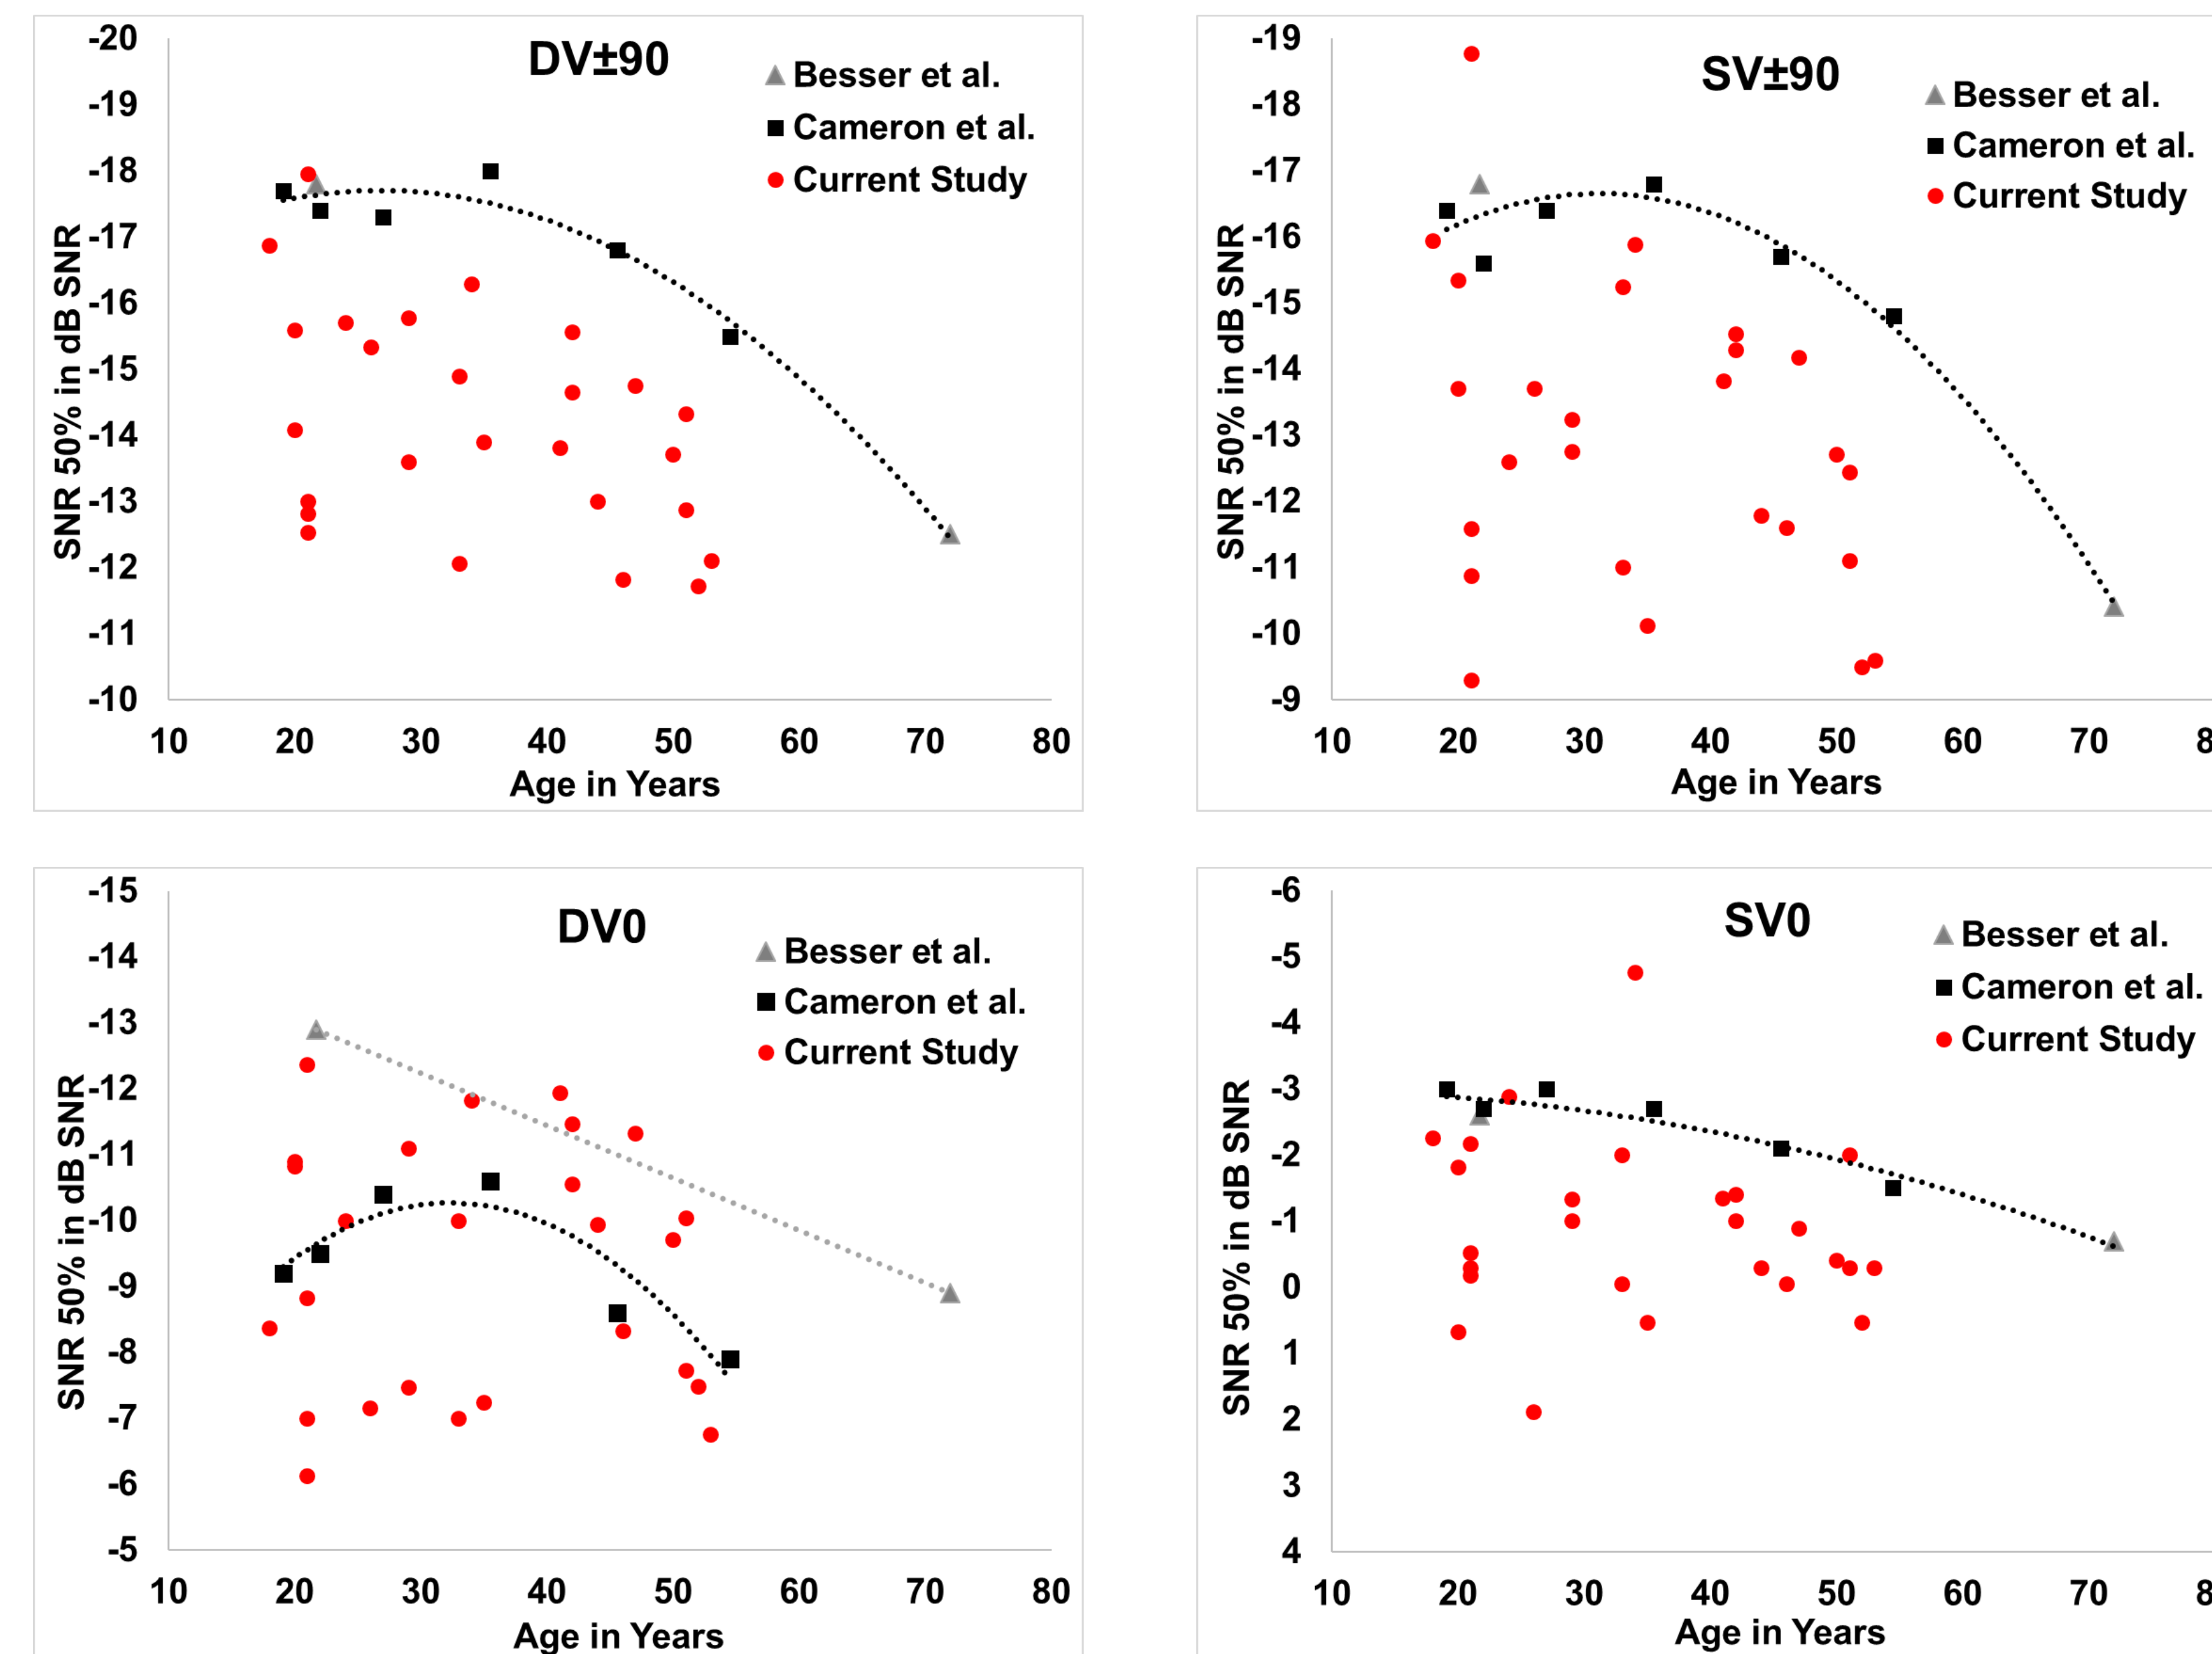 DV±90
Besser et al.
Cameron et al.
Current Study
SNR 50% in dB SNR
-20
-19
-18
-17
-16
-15
-14
-13
-12
-11
-10
10 20 30 40 50 60 70 80
Age in Years
SV±90
Besser et al.
Cameron et al.
Current Study
SNR 50% in dB SNR
-19
-18
-17
-16
-15
-14
-13
-12
-11
-10
-9
10 20 30 40 50 60 70 8
Age in Years
DV0
Besser et al.
Cameron et al.
Current Study
SNR 50% in dB SNR
-15
-14
-13
-12
-11
-10
-9
-8
-7
-6
-5
10 20 30 40 50 60 70 80
Age in Years
SV0
Besser et al.
Cameron et al.
Current Study
SNR 50% in dB SNR
-6
-5
-4
-3
-2
-1
0
1
2
3
4
10 20 30 40 50 60 70 8
Age in Years